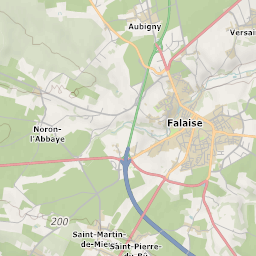 Aubigny
Versai
Falaise
Noron-
l'Abbaye
200
Saint-Martin-
de-Mie
Saint-Pierre-
du-Bû